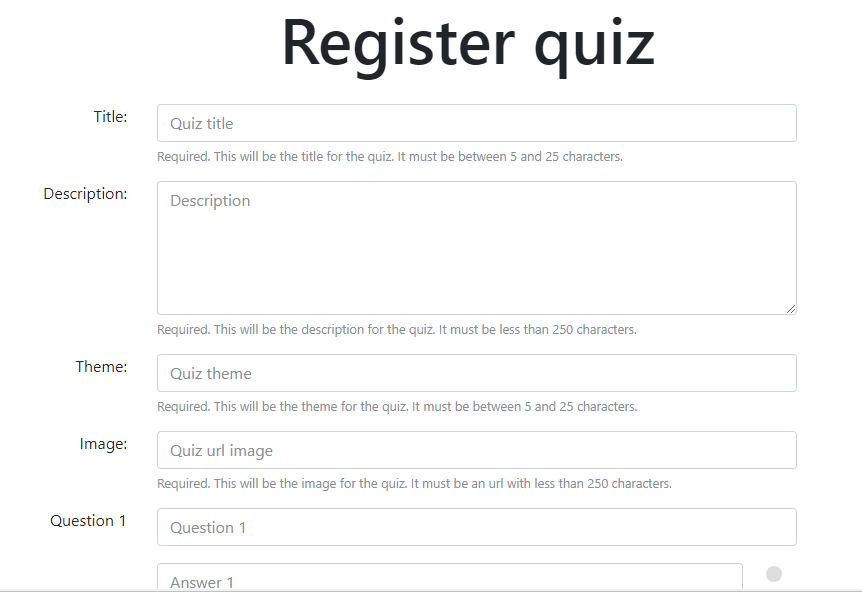 Register quiz
Title:
Quiz title
Required. This will be the title for the quiz. It must be between 5 and 25 characters.
Description:
Description
Required. This will be the description for the quiz. It must be less than 250 characters.
Theme:
Quiz theme
Required. This will be the theme for the quiz. It must be between 5 and 25 characters.
Image:
Quiz url image
Required. This will be the image for the quiz. It must be an url with less than 250 characters.
Question 1
Question 1
Answer 1